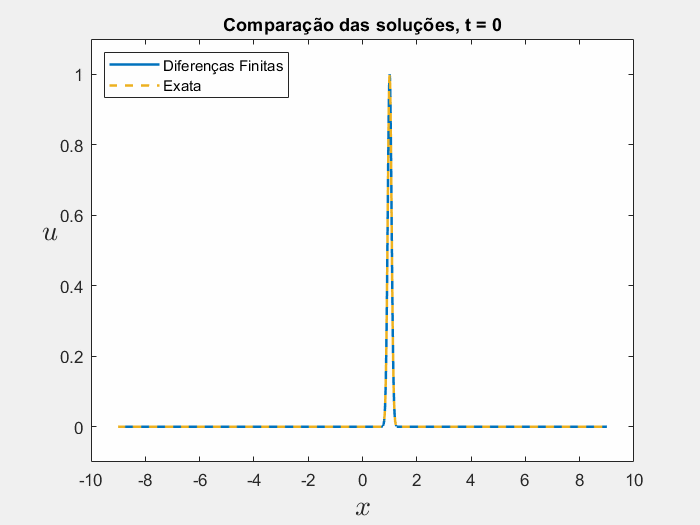 Comparação das soluções, t = 0
Diferenças Finitas
Exata
1
0.8
0.6
u
0.4
0.2
0
-10 -8 -6 -4 -2 0 2 4 6 8 10
x